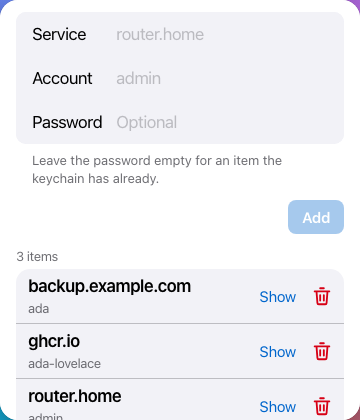 Service router.home
Account admin
Password Optional
Leave the password empty for an item the
keychain has already.
Add
3 items
backup.example.com
ada
Show
ghcr.io
ada-lovelace
Show
router.home
admin
Show